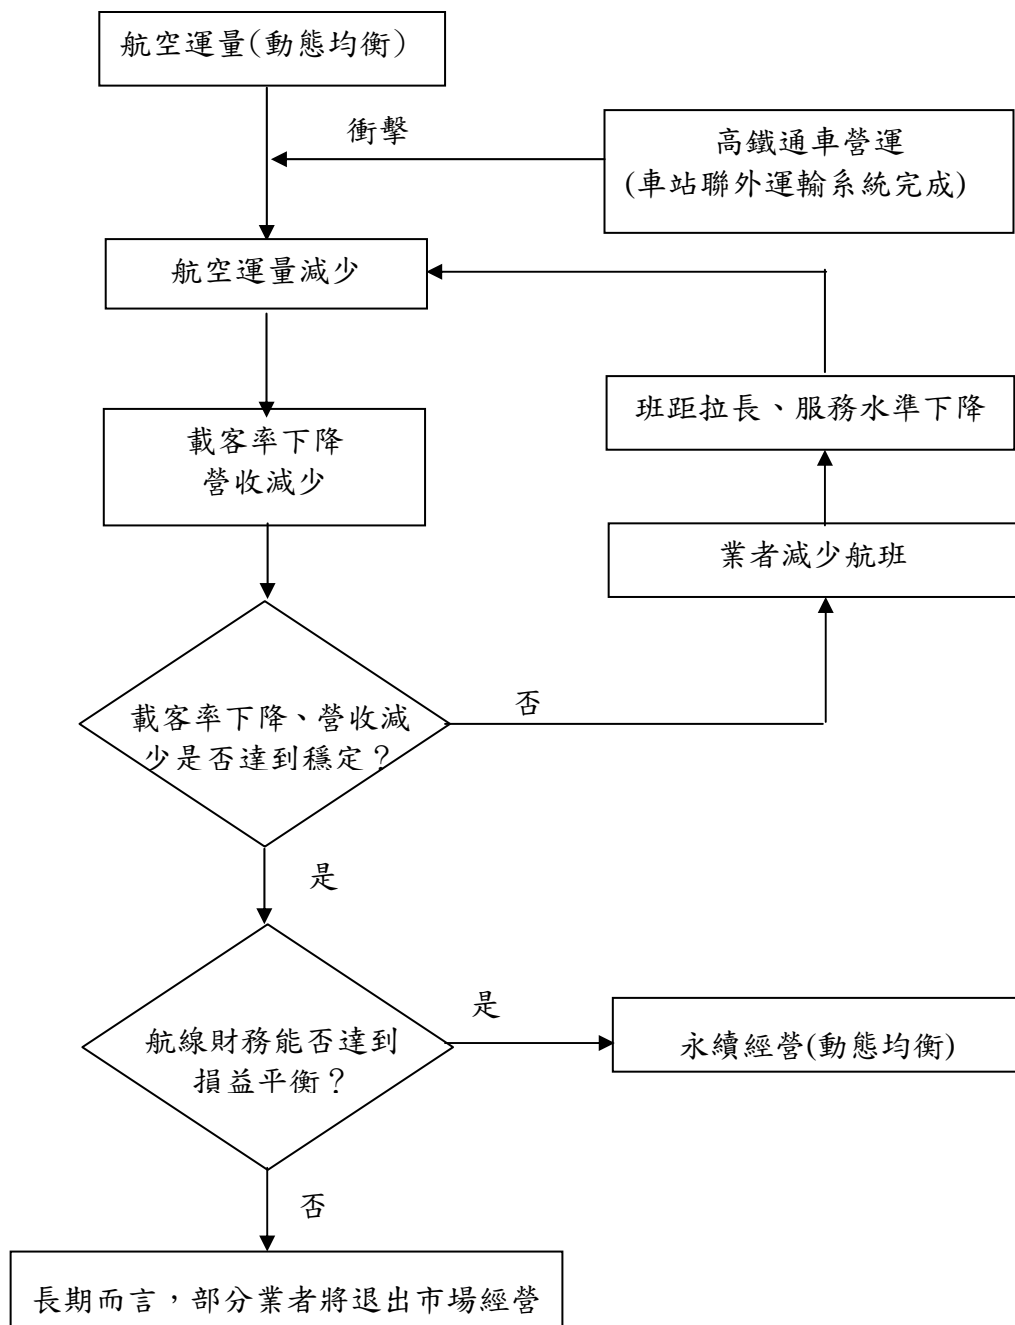 航空運量(動態均衡)
衝擊
高鐵通車營運
(車站聯外運輸系統完成)
航空運量減少
班距拉長、服務水準下降
載客率下降
營收減少
業者減少航班
載客率下降、營收減
少是否達到穩定？
否
是
航線財務能否達到
損益平衡？
是
永續經營(動態均衡)
否
長期而言，部分業者將退出市場經營